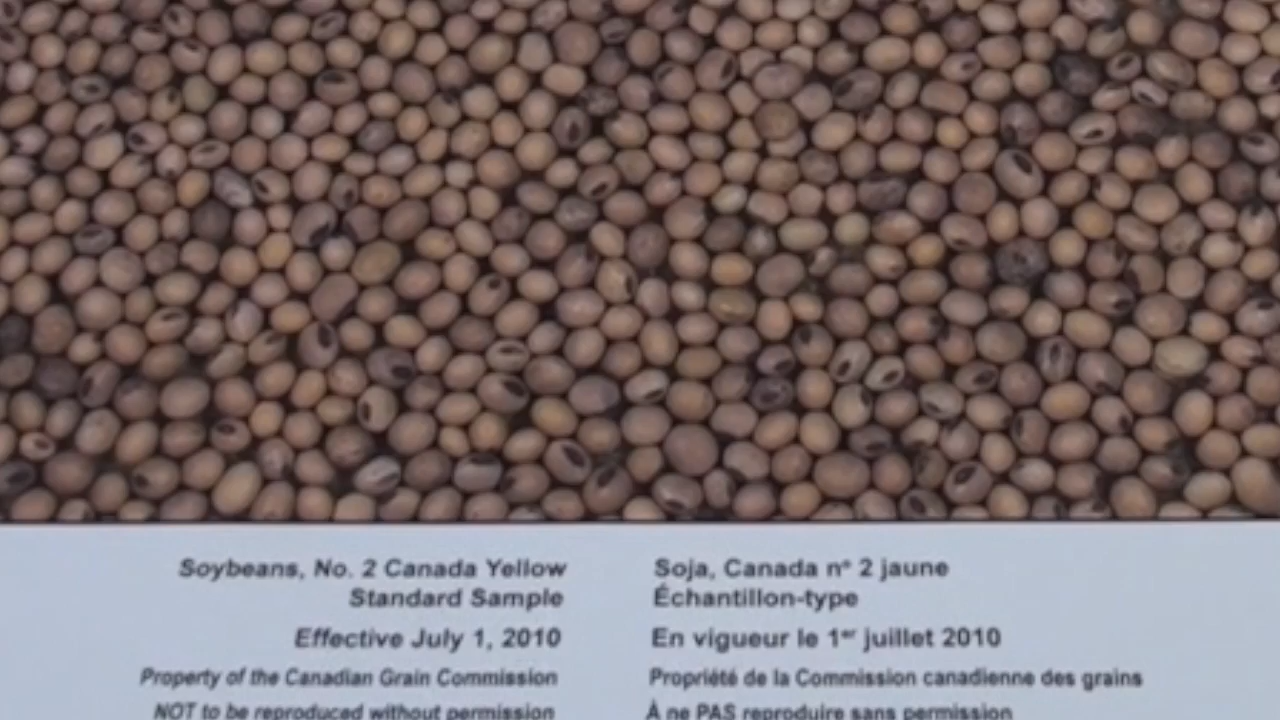 Soybeans, No. 2 Canada Yellow
Standard Sample
Effective July 1, 2010
Property of the Canadian Grain Commission
NOT to be reproduced without permission
Soja, Canada nº 2 jaune
Échantillon-type
En vigueur le 1er juillet 2010
Propriété de la Commission canadienne des grains
À ne PAS reproduire sans permission